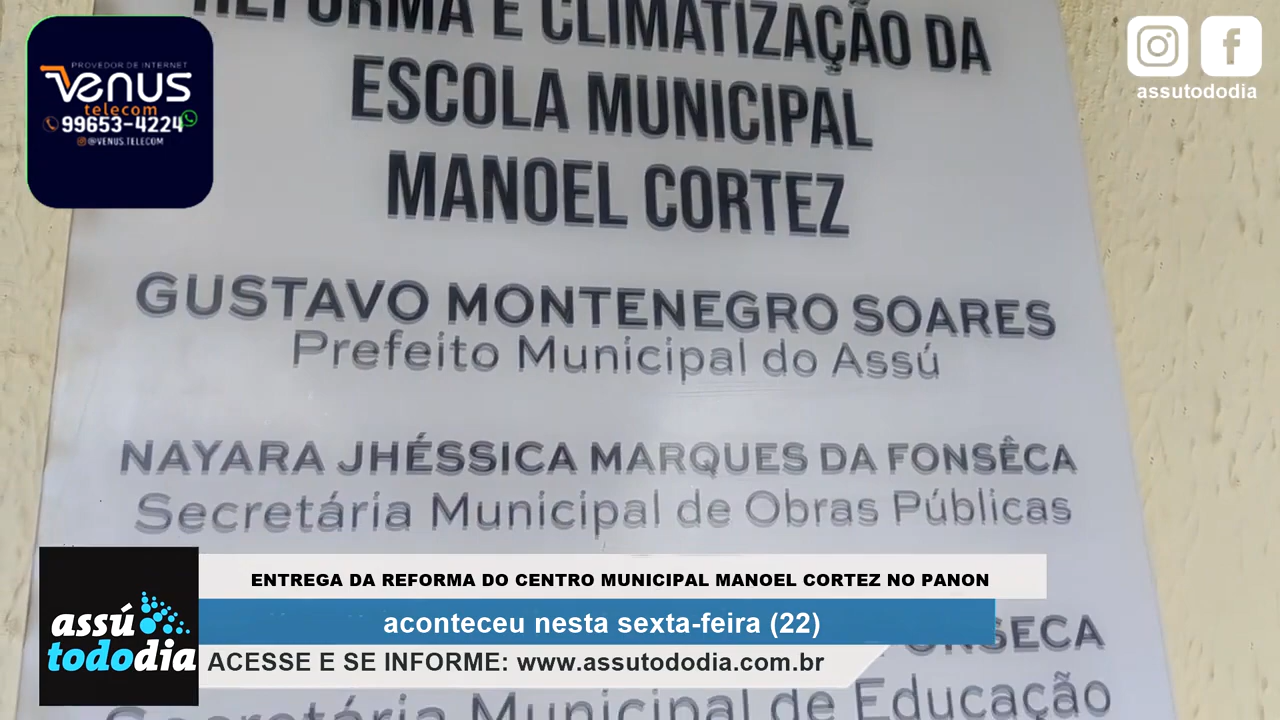 REFORMA E CLIMATIZAÇÃO DA
ESCOLA MUNICIPAL
MANOEL CORTEZ
GUSTAVO MONTENEGRO SOARES
Prefeito Municipal do Assú
NAYARA JHÉSSICA MARQUES DA FONSÊCA
Secretária Municipal de Obras Públicas
Secretária Municipal de Educação
PROVEDOR DE INTERNET
Venus
telecom
99653-4224
@VENUS.TELECOM
assutododia
ENTREGA DA REFORMA DO CENTRO MUNICIPAL MANOEL CORTEZ NO PANON
aconteceu nesta sexta-feira (22)
ACESSE E SE INFORME: www.assutododia.com.br
assú
tododia